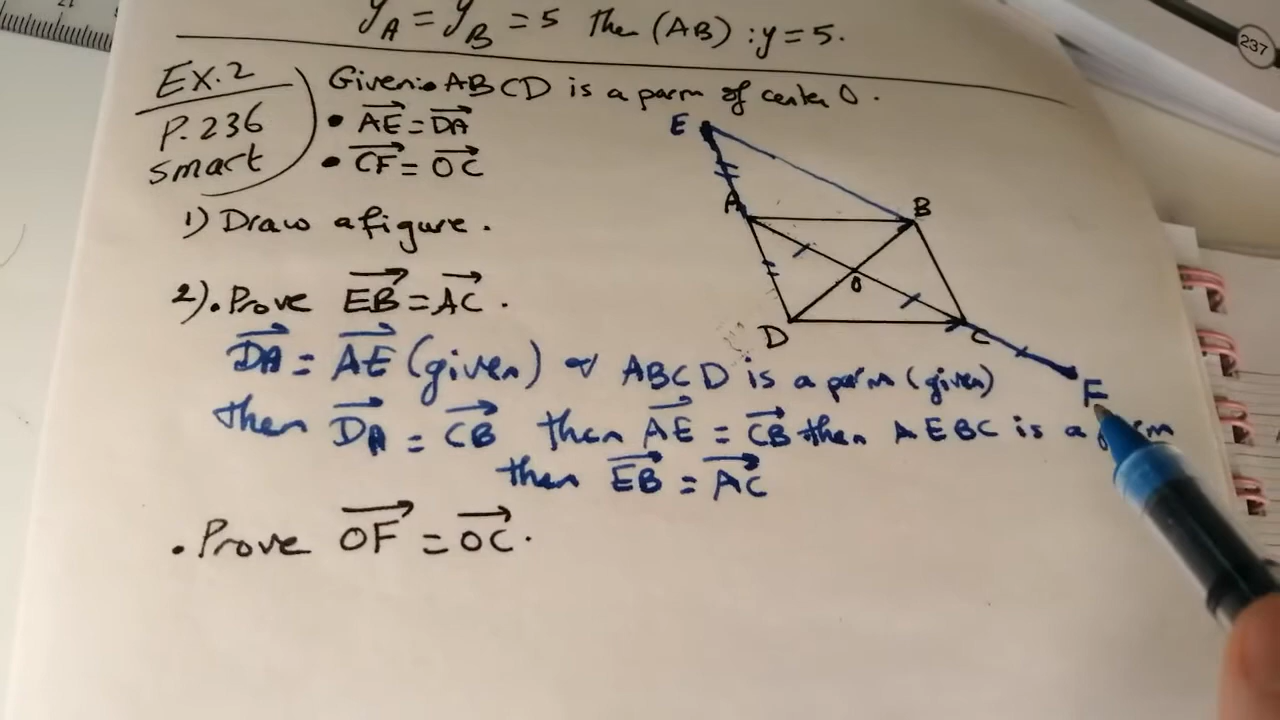 y_A = y_B = 5 then (AB) : y = 5.
237
EX.2
P. 236
smart
Given: ABCD is a parm of center O.
• AE = DA
• CF = OC
1) Draw a figure.
E
A
B
O
D
C
F
2). Prove EB = AC.
DA = AE (given) & ABCD is a parm (given)
then DA = CB then AE = CB then AEBC is a parm
then EB = AC
. Prove OF = OC.